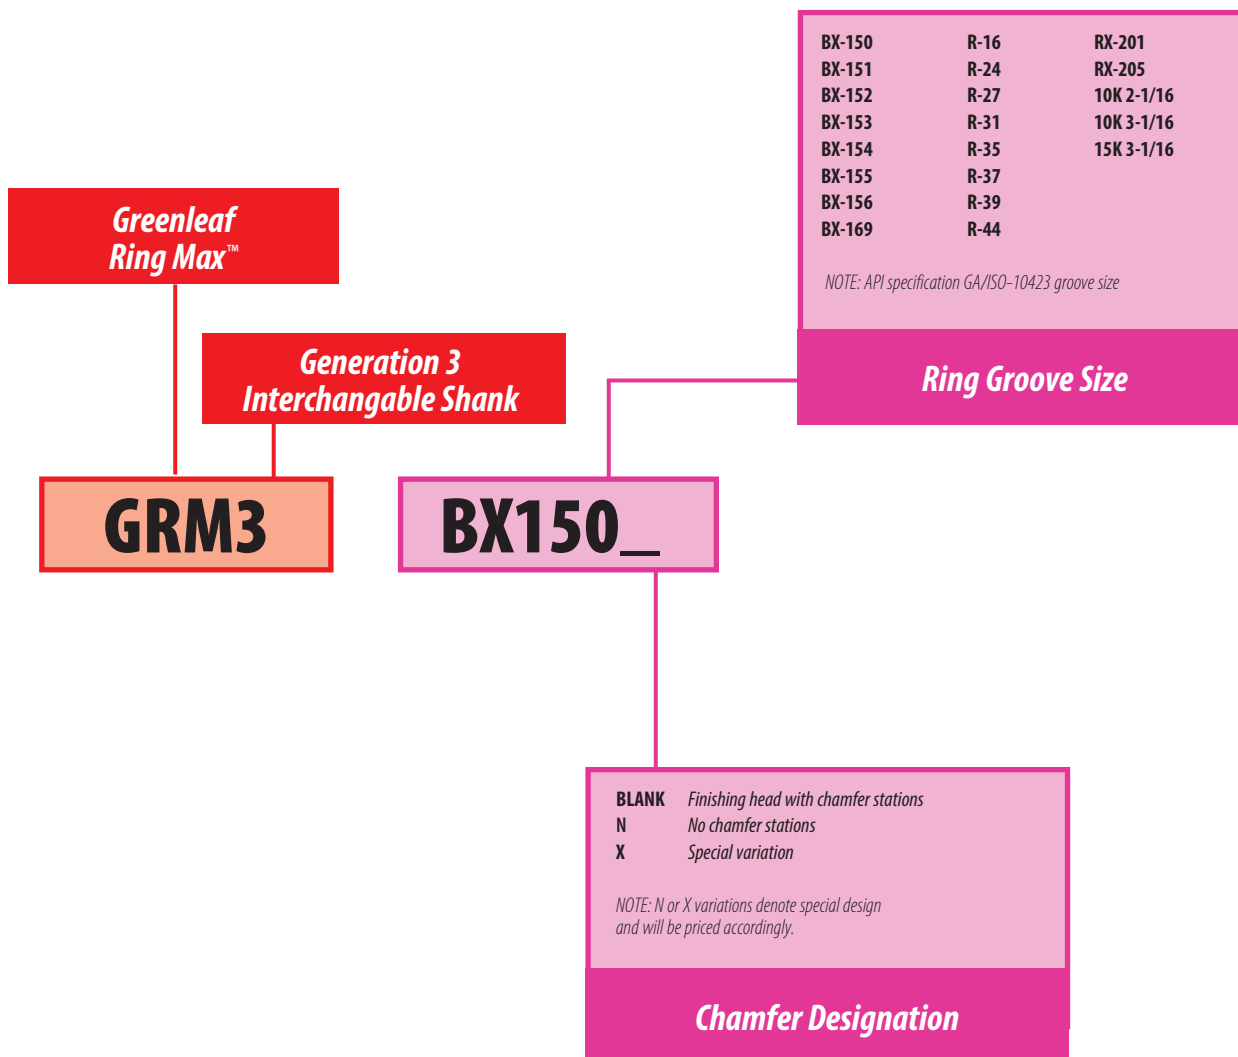 BX-150 R-16 RX-201
BX-151 R-24 RX-205
BX-152 R-27 10K 2-1/16
BX-153 R-31 10K 3-1/16
BX-154 R-35 15K 3-1/16
BX-155 R-37
BX-156 R-39
BX-169 R-44
NOTE: API specification GA/ISO-10423 groove size
Ring Groove Size
Greenleaf
Ring Max™
Generation 3
Interchangable Shank
GRM3 BX150_
BLANK Finishing head with chamfer stations
N No chamfer stations
X Special variation
NOTE: N or X variations denote special design
and will be priced accordingly.
Chamfer Designation